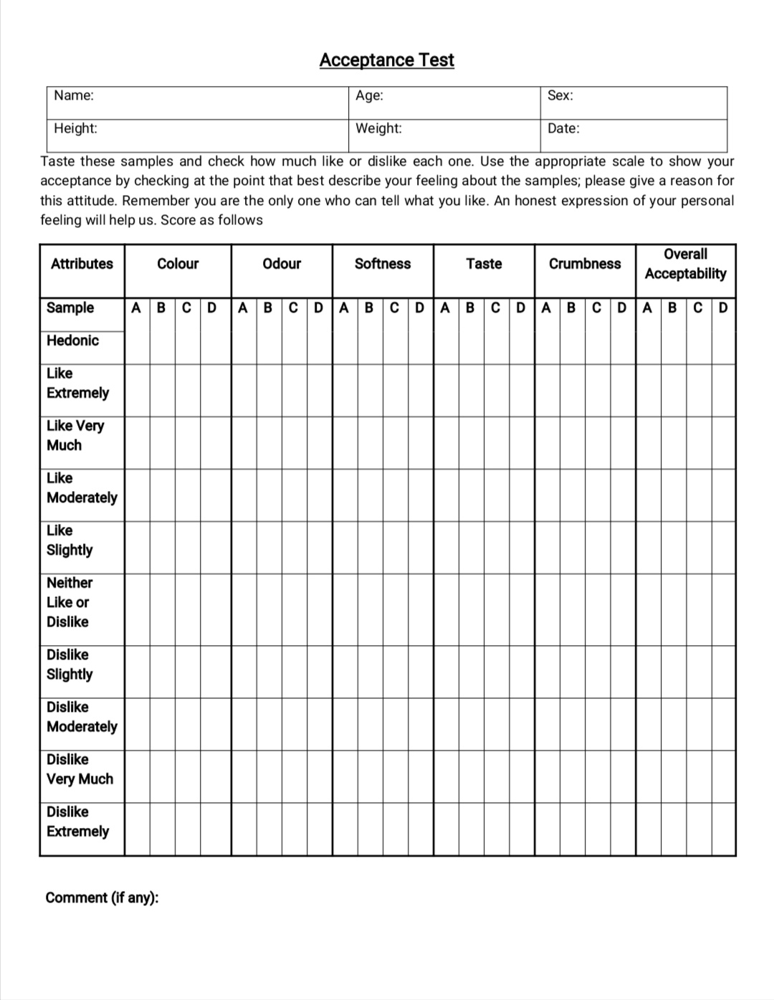 Acceptance Test
Name: Age: Sex:
Height: Weight: Date:
Taste these samples and check how much like or dislike each one. Use the appropriate scale to show your
acceptance by checking at the point that best describe your feeling about the samples; please give a reason for
this attitude. Remember you are the only one who can tell what you like. An honest expression of your personal
feeling will help us. Score as follows
Attributes Colour Odour Softness Taste Crumbness Overall
Acceptability
Sample A B C D A B C D A B C D A B C D A B C D A B C D
Hedonic
Like
Extremely
Like Very
Much
Like
Moderately
Like
Slightly
Neither
Like or
Dislike
Dislike
Slightly
Dislike
Moderately
Dislike
Very Much
Dislike
Extremely
Comment (if any):